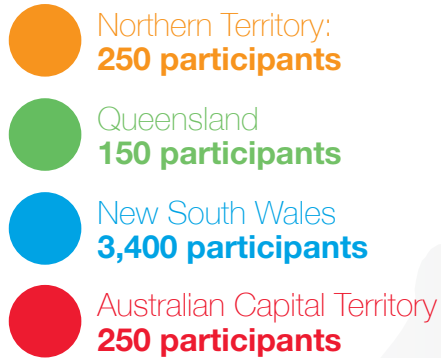 Northern Territory:
250 participants
Queensland
150 participants
New South Wales
3,400 participants
Australian Capital Territory
250 participants